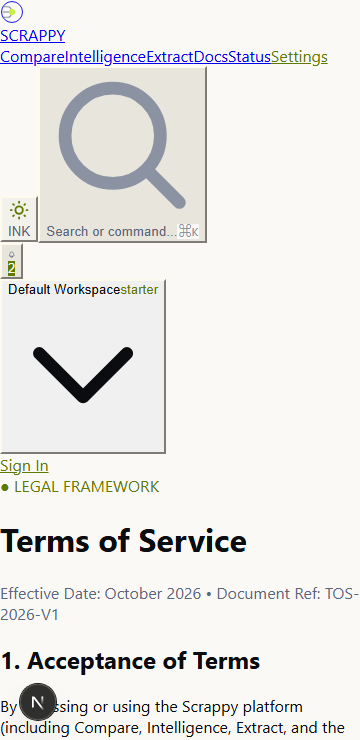 SCRAPPY
CompareIntelligenceExtractDocsStatusSettings
INK
Search or command...⌘K
2
Default Workspacestarter
Sign In
● LEGAL FRAMEWORK
Terms of Service
Effective Date: October 2026 • Document Ref: TOS-
2026-V1
1. Acceptance of Terms
By ssing or using the Scrappy platform
N
(including Compare, Intelligence, Extract, and the